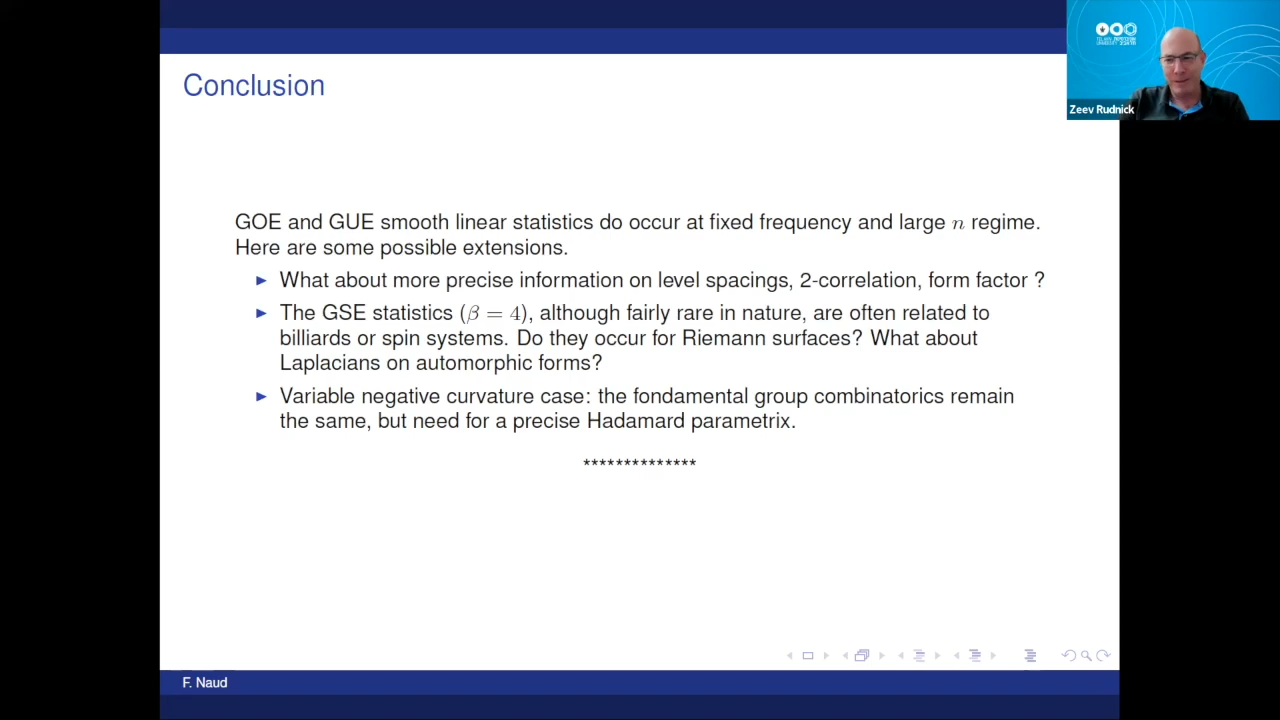 Conclusion
Zeev Rudnick
GOE and GUE smooth linear statistics do occur at fixed frequency and large n regime.
Here are some possible extensions.
► What about more precise information on level spacings, 2-correlation, form factor ?
► The GSE statistics (β = 4), although fairly rare in nature, are often related to
billiards or spin systems. Do they occur for Riemann surfaces? What about
Laplacians on automorphic forms?
► Variable negative curvature case: the fondamental group combinatorics remain
the same, but need for a precise Hadamard parametrix.
**************
F. Naud